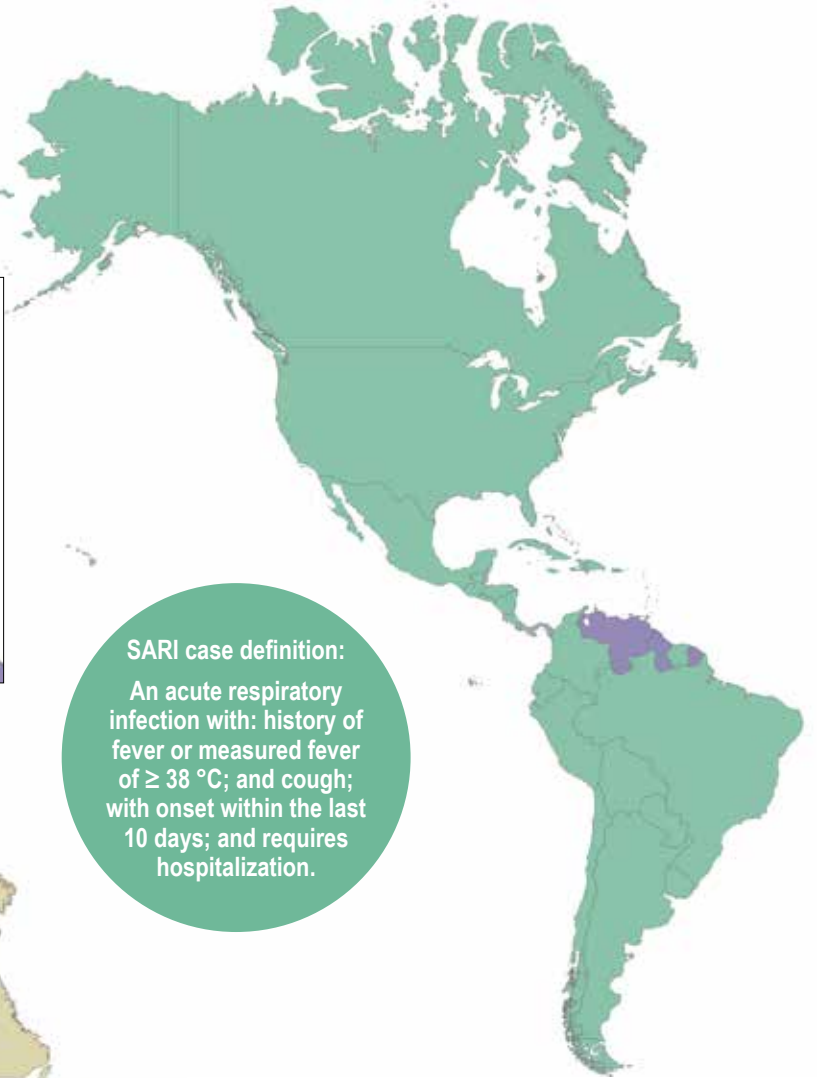 SARI case definition:
An acute respiratory
infection with: history of
fever or measured fever
of ≥ 38 °C; and cough;
with onset within the last
10 days; and requires
hospitalization.